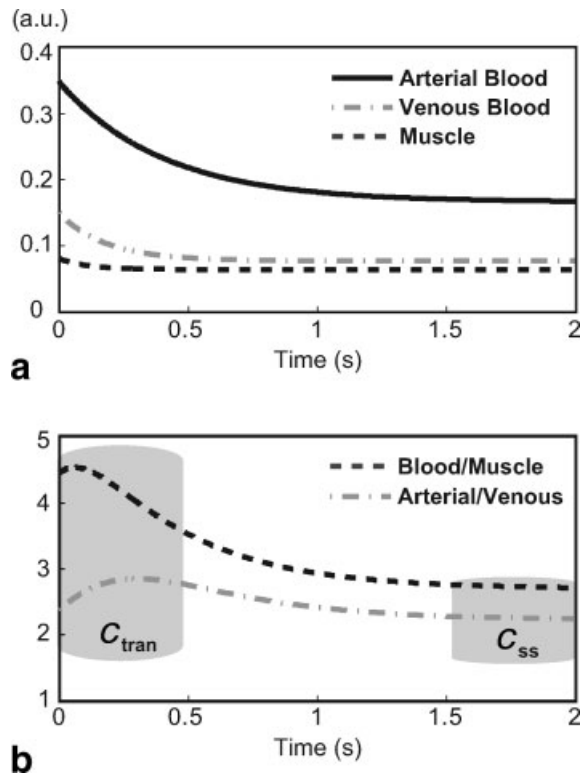 (a.u.)
0.4
0.3
0.2
0.1
0
Arterial Blood
Venous Blood
Muscle
0 0.5 1 1.5 2
Time (s)
a
5
4
3
2
1
Blood/Muscle
Arterial/Venous
C tran
C ss
0 0.5 1 1.5 2
Time (s)
b